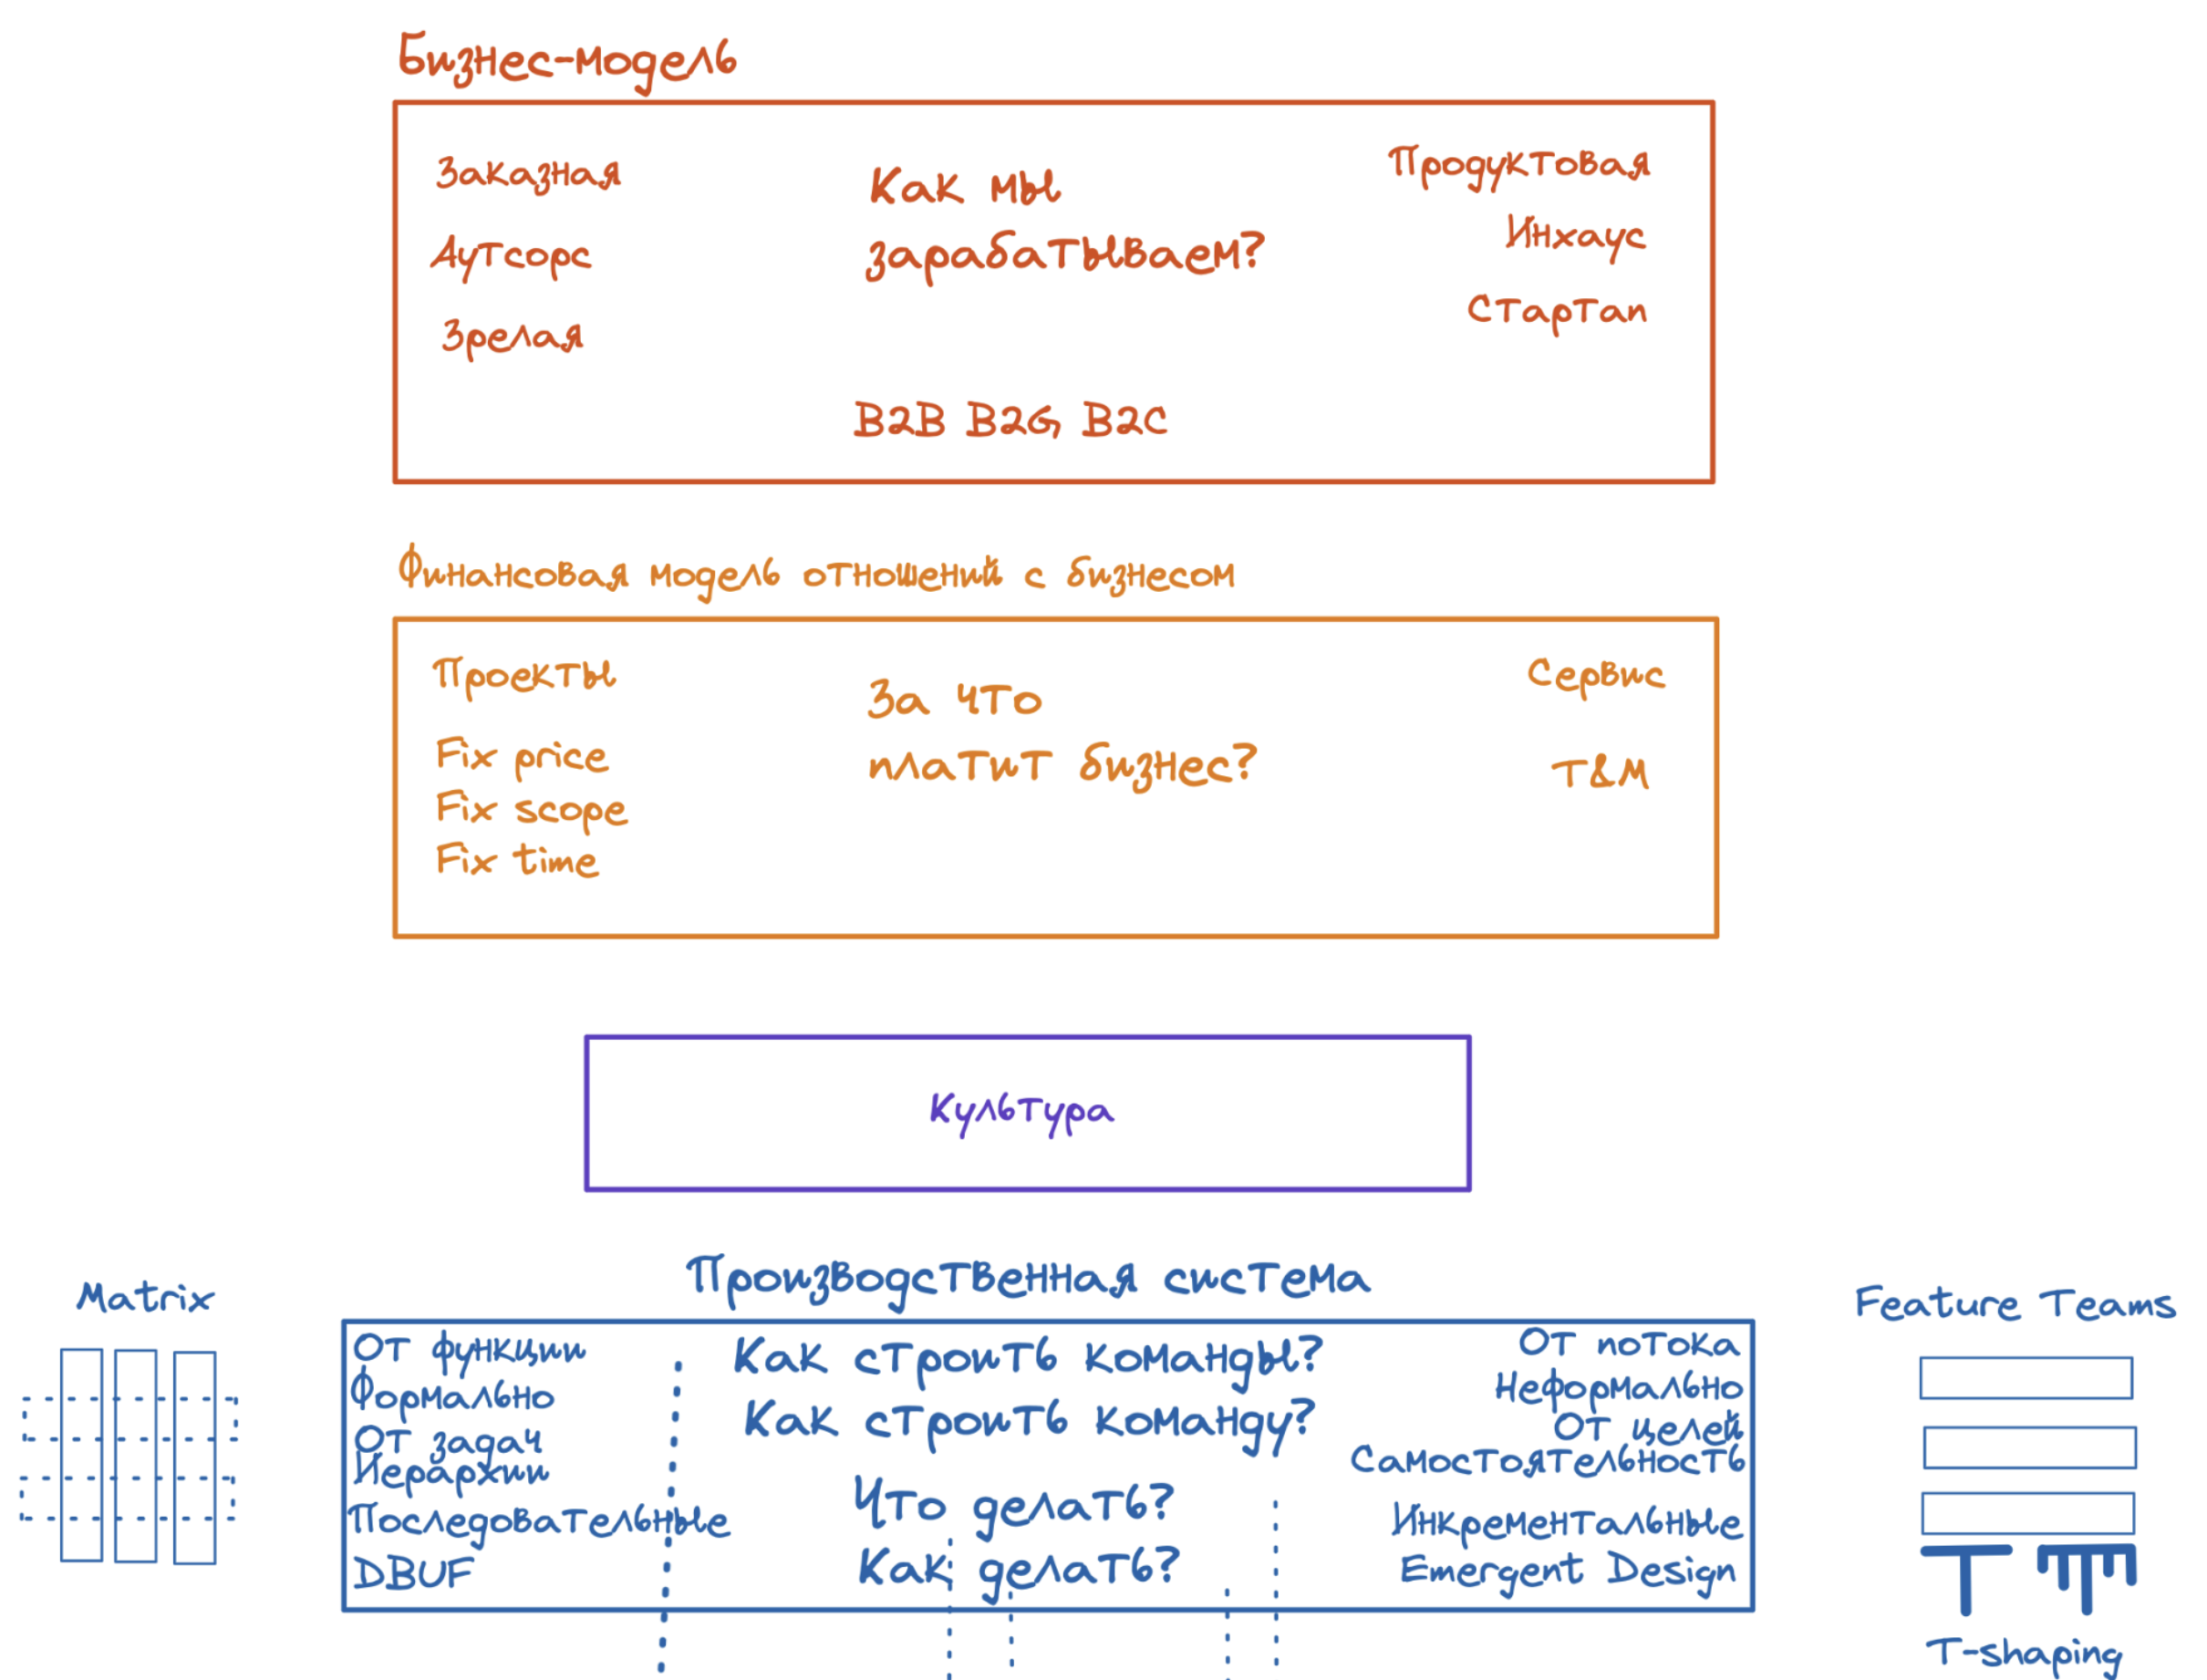 Бизнес-модель
Заказная
Аутсорс
Зрелая
Как мы
зарабатываем?
B2B B2G B2C
Продуктовая
Инхаус
Стартап
Финансовая модель отношений с бизнесом
Проекты
Fix price
Fix scope
Fix time
За что
платит бизнес?
Сервис
T&M
Культура
Производственная система
Matrix
От функции
Формально
От задач
Иерархии
Последовательные
DBUF
Как строить команды?
Как строить команду?
Что делать?
Как делать?
От потока
Неформально
От целей
Самостоятельность
Инкрементальные
Emergent Design
Feature Teams
T-shaping